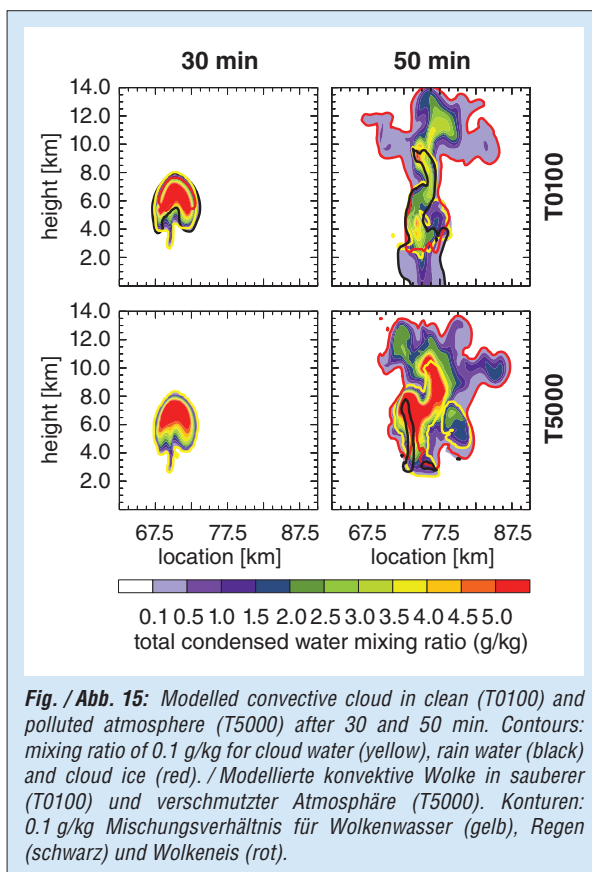 30 min
50 min
14.0
12.0
10.0
8.0
6.0
4.0
2.0
height [km]
T0100
14.0
12.0
10.0
8.0
6.0
4.0
2.0
height [km]
T5000
67.5 77.5 87.5
location [km]
67.5 77.5 87.5
location [km]
0.1 0.5 1.0 1.5 2.0 2.5 3.0 3.5 4.0 4.5 5.0
total condensed water mixing ratio (g/kg)
Fig. / Abb. 15: Modelled convective cloud in clean (T0100) and
polluted atmosphere (T5000) after 30 and 50 min. Contours:
mixing ratio of 0.1 g/kg for cloud water (yellow), rain water (black)
and cloud ice (red). / Modellierte konvektive Wolke in sauberer
(T0100) und verschmutzter Atmosphäre (T5000). Konturen:
0.1 g/kg Mischungsverhältnis für Wolkenwasser (gelb), Regen
(schwarz) und Wolkeneis (rot).